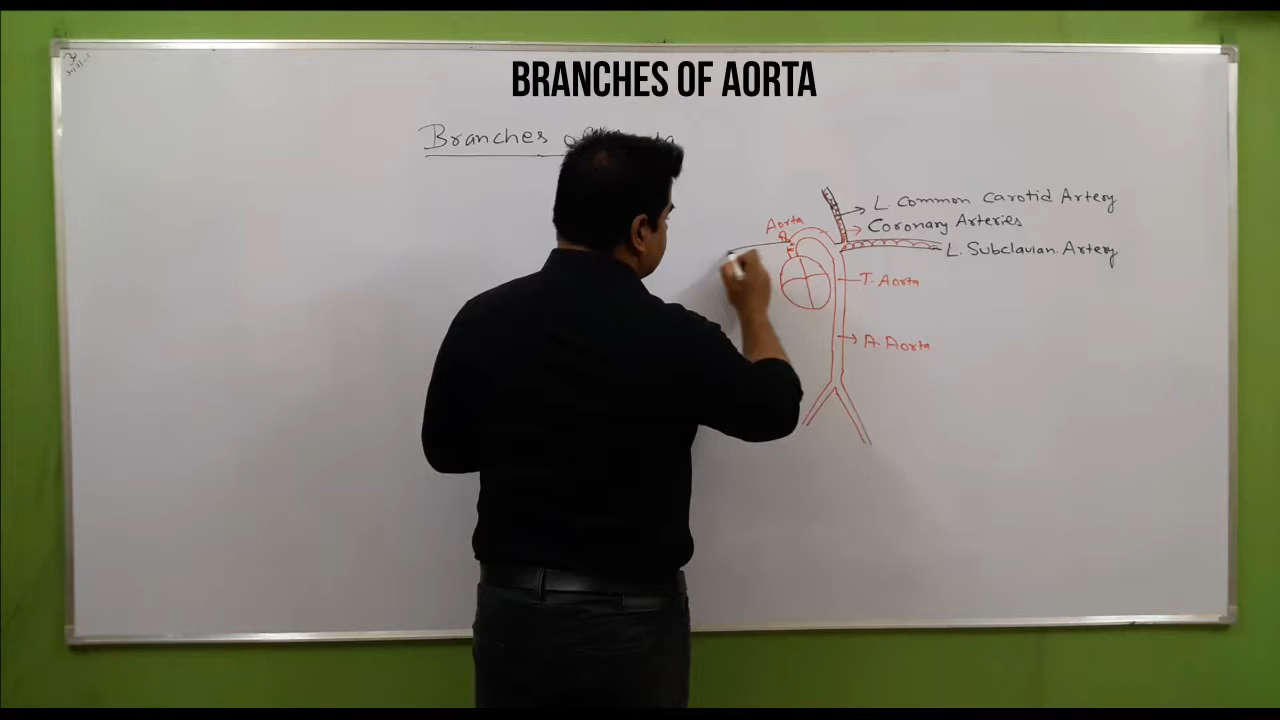 BRANCHES OF AORTA
Branches
L. Common Carotid Artery
Aorta
Coronary Arteries
L. Subclavian Artery
T. Aorta
A. Aorta